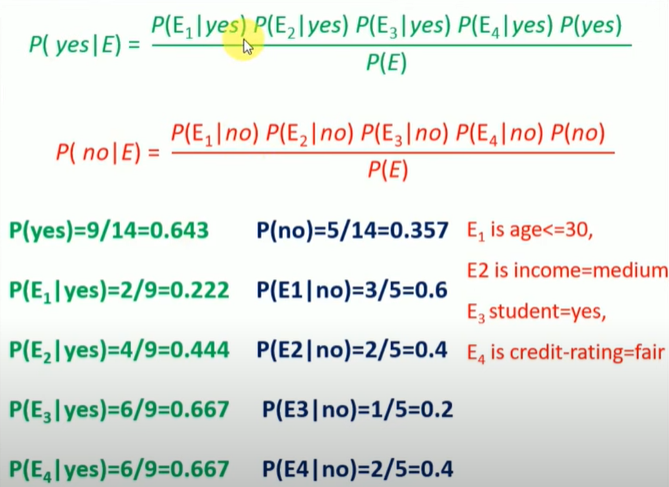 P( yes|E) = P(E₁|yes) P(E₂|yes) P(E₃|yes) P(E₄|yes) P(yes) / P(E)
P( no|E) = P(E₁|no) P(E₂|no) P(E₃|no) P(E₄|no) P(no) / P(E)
P(yes)=9/14=0.643 P(no)=5/14=0.357 E₁ is age<=30,
E2 is income=medium
P(E₁|yes)=2/9=0.222 P(E1|no)=3/5=0.6
E₃ student=yes,
P(E₂|yes)=4/9=0.444 P(E2|no)=2/5=0.4 E₄ is credit-rating=fair
P(E₃|yes)=6/9=0.667 P(E3|no)=1/5=0.2
P(E₄|yes)=6/9=0.667 P(E4|no)=2/5=0.4